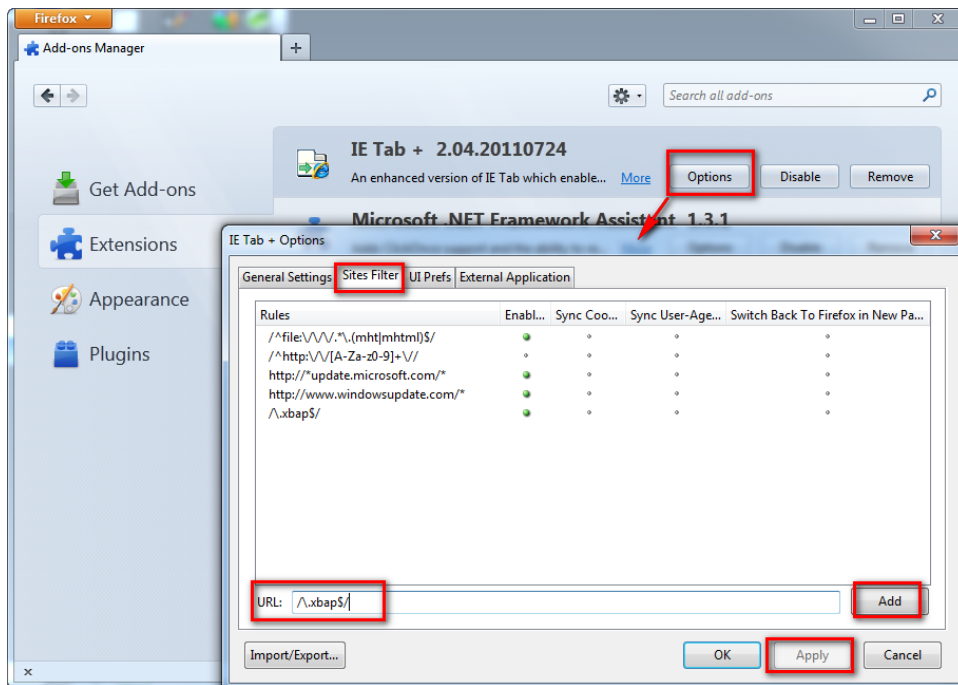 Firefox
Add-ons Manager
Search all add-ons
IE Tab + 2.04.20110724
An enhanced version of IE Tab which enable... More
Options
Disable
Remove
Get Add-ons
Microsoft .NET Framework Assistant 1.3.1
Extensions
Appearance
Plugins
IE Tab + Options
General Settings
Sites Filter
UI Prefs
External Application
Rules Enabl... Sync Coo... Sync User-Age... Switch Back To Firefox in New Pa...
/^file:\/\/\/.*\.(mht|mhtml)$/
/^http:\/\/[A-Za-z0-9]+\//
http://*update.microsoft.com/*
http://www.windowsupdate.com/*
/\.xbap$/
URL: /\.xbap$/
Add
Import/Export...
OK
Apply
Cancel